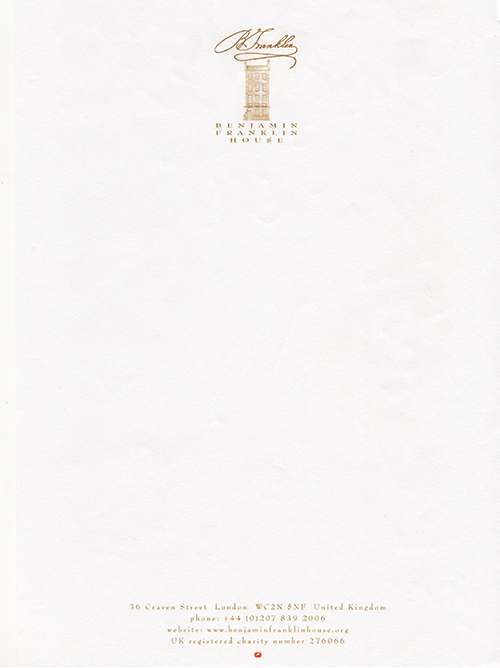 B Franklin
BENJAMIN
FRANKLIN
HOUSE
36 Craven Street London WC2N 5NF United Kingdom
phone: +44 (0)207 839 2006
website: www.benjaminfranklinhouse.org
UK registered charity number 276066